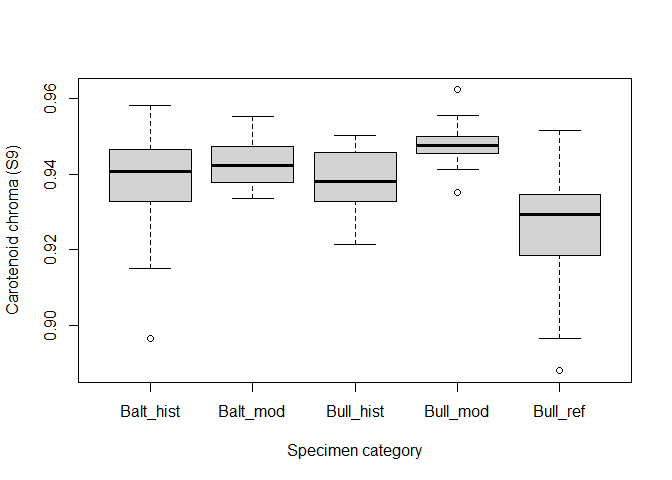 Carotenoid chroma (S9)
0.96
0.94
0.92
0.90
Balt_hist
Balt_mod
Bull_hist
Bull_mod
Bull_ref
Specimen category